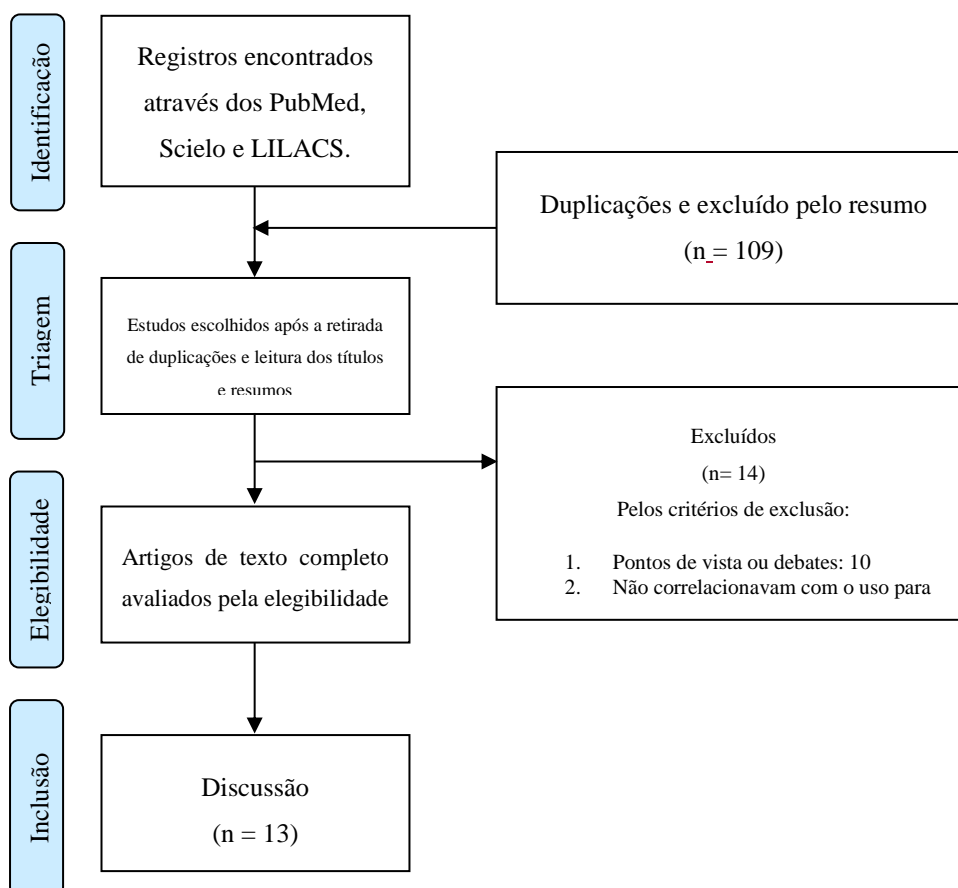 Identificação
Registros encontrados
através dos PubMed,
Scielo e LILACS.
Duplicações e excluído pelo resumo
(n = 109)
Triagem
Estudos escolhidos após a retirada
de duplicações e leitura dos títulos
e resumos
Excluídos
(n= 14)
Pelos critérios de exclusão:
1. Pontos de vista ou debates: 10
2. Não correlacionavam com o uso para
Elegibilidade
Artigos de texto completo
avaliados pela elegibilidade
Inclusão
Discussão
(n = 13)